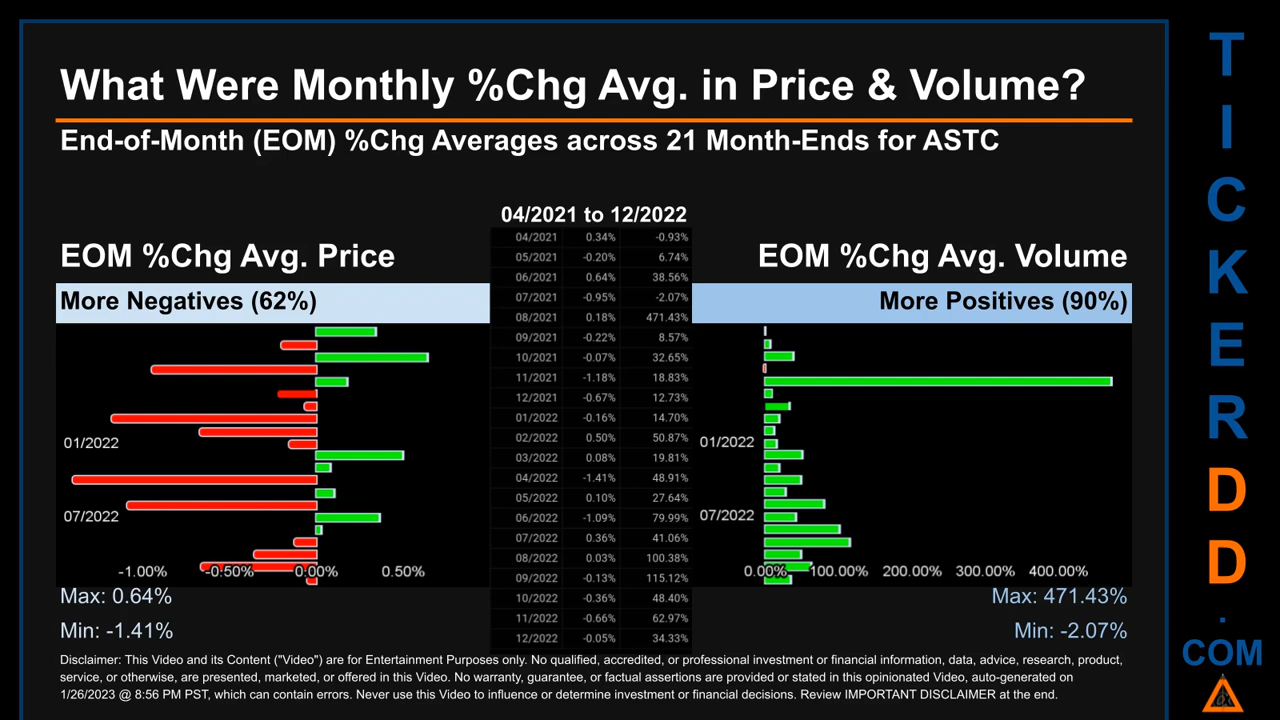 What Were Monthly %Chg Avg. in Price & Volume?
End-of-Month (EOM) %Chg Averages across 21 Month-Ends for ASTC
04/2021 to 12/2022
EOM %Chg Avg. Price
More Negatives (62%)
01/2022
07/2022
-1.00% -0.50% 0.00% 0.50%
Max: 0.64%
Min: -1.41%
04/2021 0.34% -0.93%
05/2021 -0.20% 6.74%
06/2021 0.64% 38.56%
07/2021 -0.95% -2.07%
08/2021 0.18% 471.43%
09/2021 -0.22% 8.57%
10/2021 -0.07% 32.65%
11/2021 -1.18% 18.83%
12/2021 -0.67% 12.73%
01/2022 -0.16% 14.70%
02/2022 0.50% 50.87%
03/2022 0.08% 19.81%
04/2022 -1.41% 48.91%
05/2022 0.10% 27.64%
06/2022 -1.09% 79.99%
07/2022 0.36% 41.06%
08/2022 0.03% 100.38%
09/2022 -0.13% 115.12%
10/2022 -0.36% 48.40%
11/2022 -0.66% 62.97%
12/2022 -0.05% 34.33%
EOM %Chg Avg. Volume
More Positives (90%)
01/2022
07/2022
0.00% 100.00% 200.00% 300.00% 400.00%
Max: 471.43%
Min: -2.07%
Disclaimer: This Video and its Content ("Video") are for Entertainment Purposes only. No qualified, accredited, or professional investment or financial information, data, advice, research, product,
service, or otherwise, are presented, marketed, or offered in this Video. No warranty, guarantee, or factual assertions are provided or stated in this opinionated Video, auto-generated on
1/26/2023 @ 8:56 PM PST, which can contain errors. Never use this Video to influence or determine investment or financial decisions. Review IMPORTANT DISCLAIMER at the end.
T
I
C
K
E
R
D
D
.
COM